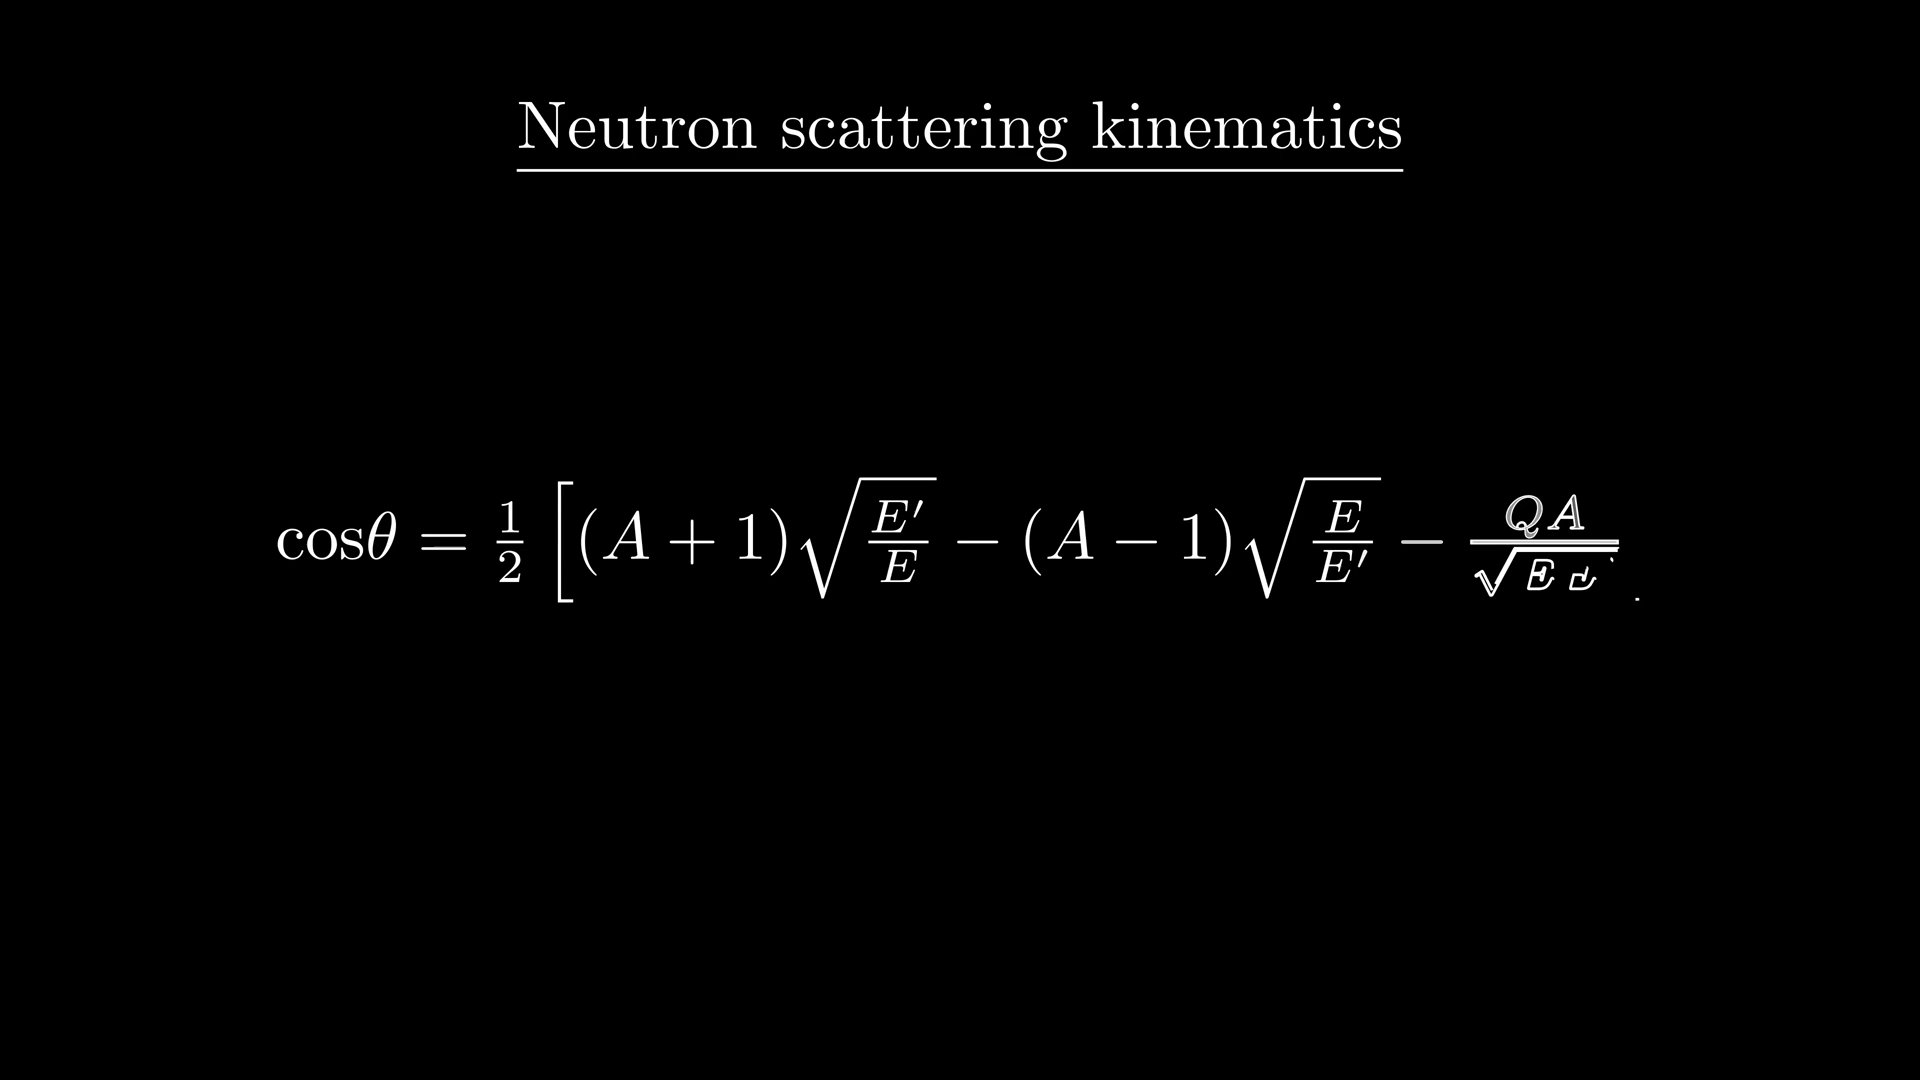 Neutron scattering kinematics
cosθ = 1/2 [(A + 1)√(E′/E) − (A − 1)√(E/E′) − QA/√E